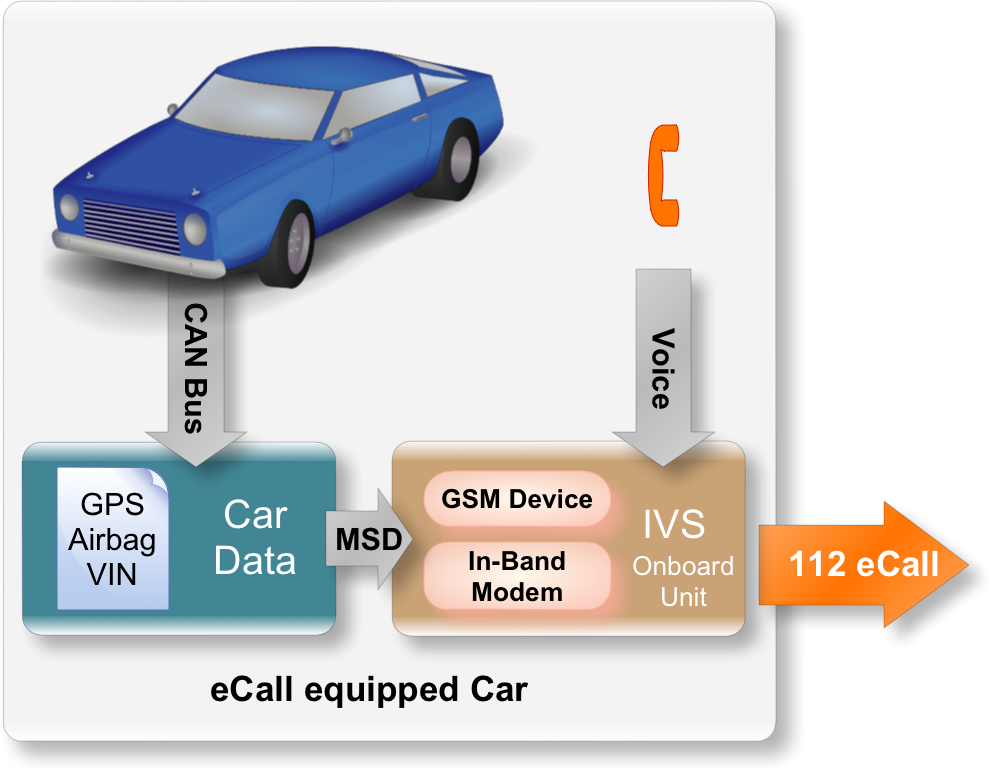 CAN Bus
Voice
GPS
Airbag
VIN
Car
Data
MSD
GSM Device
In-Band
Modem
IVS
Onboard
Unit
112 eCall
eCall equipped Car